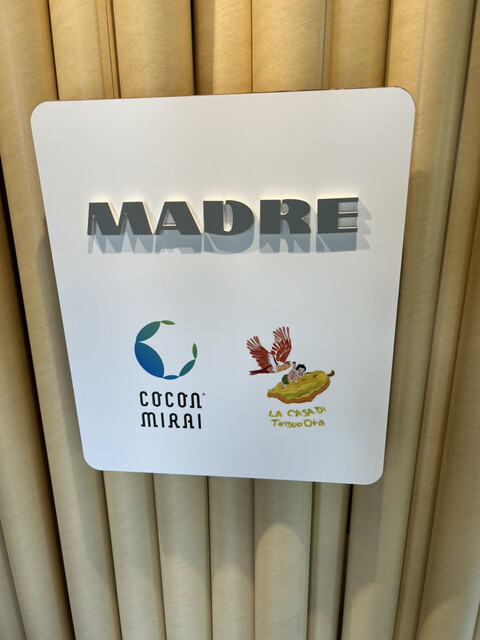 MADRE
COCON
MIRAI
LA CASA DI
Tetsuo Ota